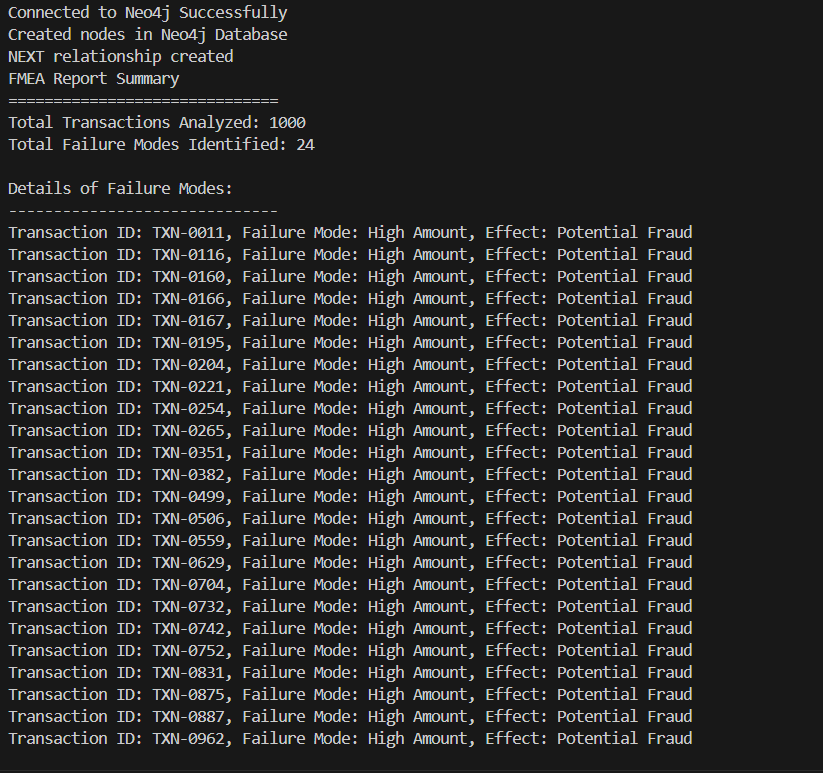 Connected to Neo4j Successfully
Created nodes in Neo4j Database
NEXT relationship created
FMEA Report Summary
==============================
Total Transactions Analyzed: 1000
Total Failure Modes Identified: 24
Details of Failure Modes:
------------------------------
Transaction ID: TXN-0011, Failure Mode: High Amount, Effect: Potential Fraud
Transaction ID: TXN-0116, Failure Mode: High Amount, Effect: Potential Fraud
Transaction ID: TXN-0160, Failure Mode: High Amount, Effect: Potential Fraud
Transaction ID: TXN-0166, Failure Mode: High Amount, Effect: Potential Fraud
Transaction ID: TXN-0167, Failure Mode: High Amount, Effect: Potential Fraud
Transaction ID: TXN-0195, Failure Mode: High Amount, Effect: Potential Fraud
Transaction ID: TXN-0204, Failure Mode: High Amount, Effect: Potential Fraud
Transaction ID: TXN-0221, Failure Mode: High Amount, Effect: Potential Fraud
Transaction ID: TXN-0254, Failure Mode: High Amount, Effect: Potential Fraud
Transaction ID: TXN-0265, Failure Mode: High Amount, Effect: Potential Fraud
Transaction ID: TXN-0351, Failure Mode: High Amount, Effect: Potential Fraud
Transaction ID: TXN-0382, Failure Mode: High Amount, Effect: Potential Fraud
Transaction ID: TXN-0499, Failure Mode: High Amount, Effect: Potential Fraud
Transaction ID: TXN-0506, Failure Mode: High Amount, Effect: Potential Fraud
Transaction ID: TXN-0559, Failure Mode: High Amount, Effect: Potential Fraud
Transaction ID: TXN-0629, Failure Mode: High Amount, Effect: Potential Fraud
Transaction ID: TXN-0704, Failure Mode: High Amount, Effect: Potential Fraud
Transaction ID: TXN-0732, Failure Mode: High Amount, Effect: Potential Fraud
Transaction ID: TXN-0742, Failure Mode: High Amount, Effect: Potential Fraud
Transaction ID: TXN-0752, Failure Mode: High Amount, Effect: Potential Fraud
Transaction ID: TXN-0831, Failure Mode: High Amount, Effect: Potential Fraud
Transaction ID: TXN-0875, Failure Mode: High Amount, Effect: Potential Fraud
Transaction ID: TXN-0887, Failure Mode: High Amount, Effect: Potential Fraud
Transaction ID: TXN-0962, Failure Mode: High Amount, Effect: Potential Fraud